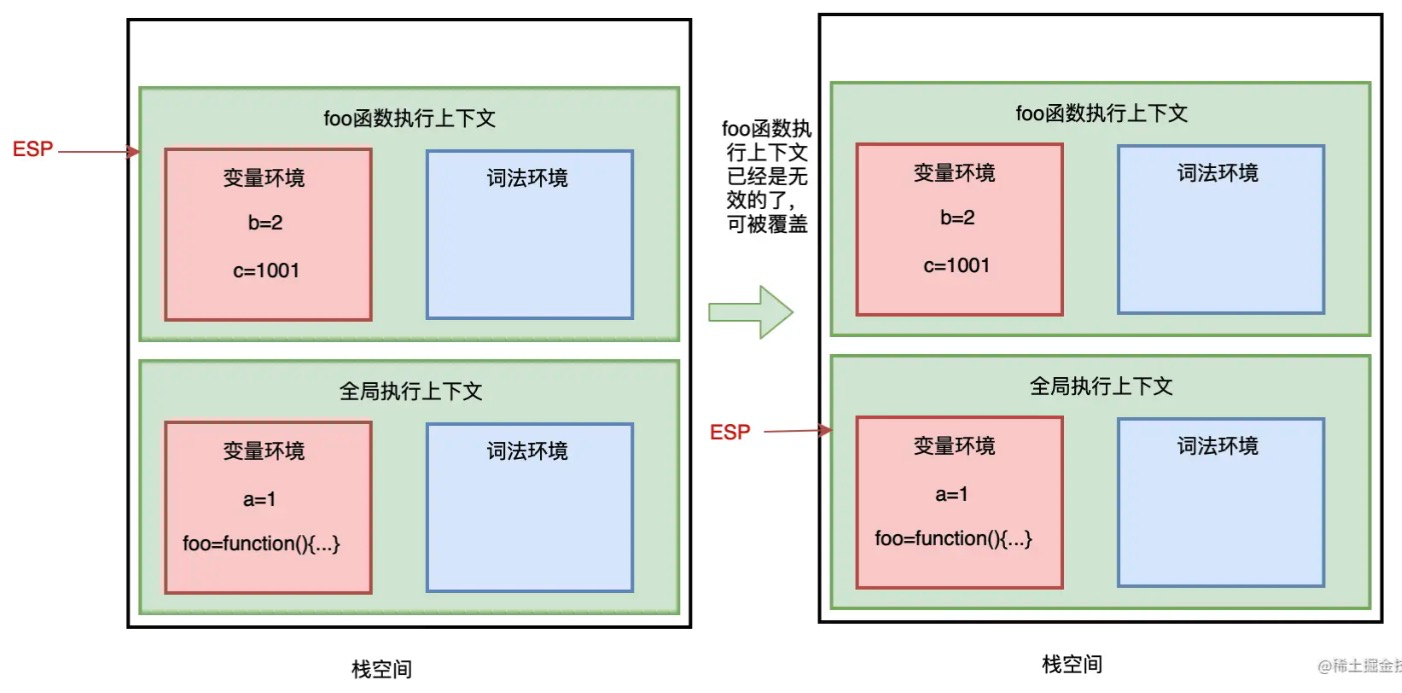 foo函数执行上下文
ESP
变量环境
词法环境
b=2
c=1001
全局执行上下文
变量环境
词法环境
a=1
foo=function(){...}
栈空间
foo函数执
行上下文
已经是无
效的了,
可被覆盖
foo函数执行上下文
变量环境
词法环境
b=2
c=1001
全局执行上下文
ESP
变量环境
词法环境
a=1
foo=function(){...}
栈空间
@稀土掘金技